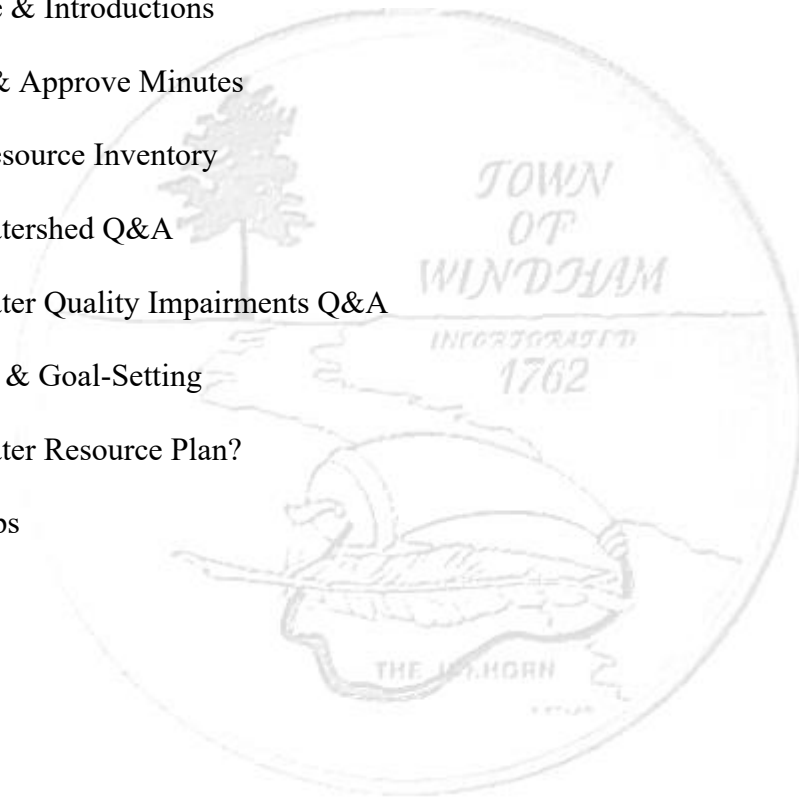 & Introductions
& Approve Minutes
esource Inventory
TOWN
tershed Q&A
OF
WINDHAM
ter Quality Impairments Q&A
INCORPORATED
& Goal-Setting
1762
ter Resource Plan?
ps
THE INKHORN